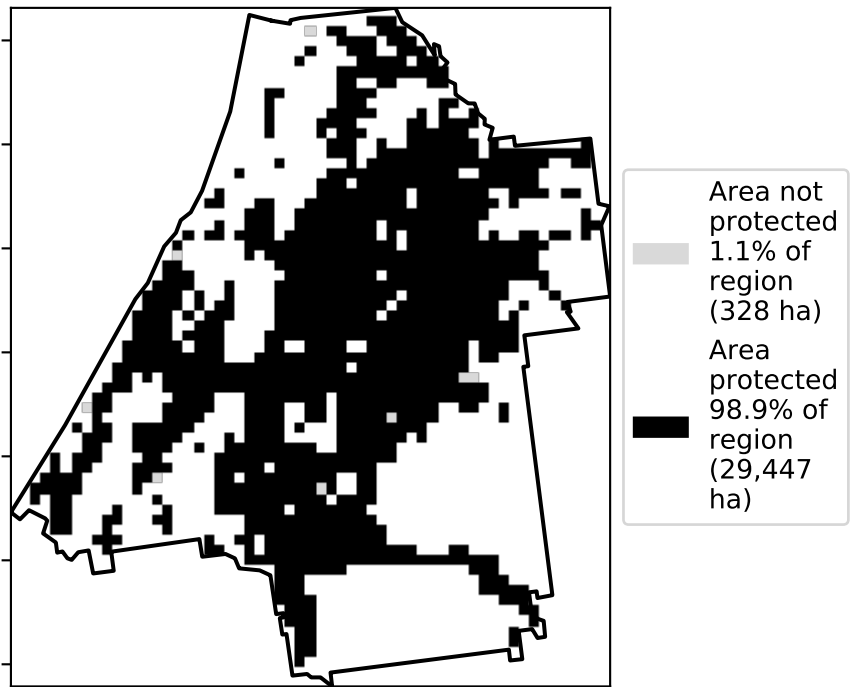 Area not
protected
1.1% of
region
(328 ha)
Area
protected
98.9% of
region
(29,447
ha)